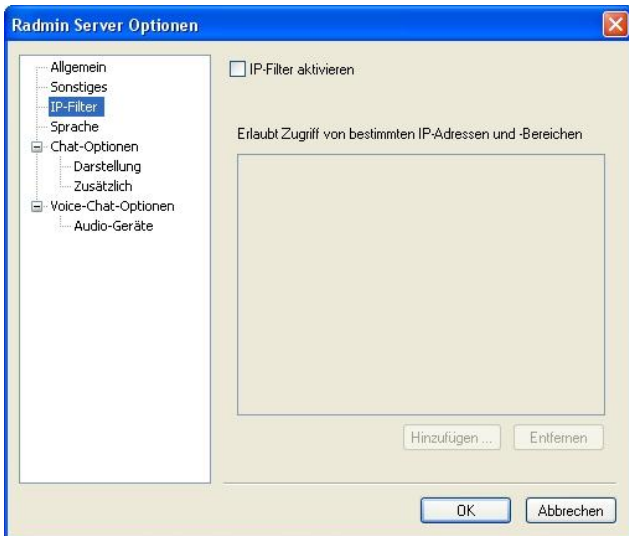 Radmin Server Optionen
Allgemein
Sonstiges
IP-Filter
Sprache
Chat-Optionen
Darstellung
Zusätzlich
Voice-Chat-Optionen
Audio-Geräte
IP-Filter aktivieren
Erlaubt Zugriff von bestimmten IP-Adressen und -Bereichen
Hinzufügen ... Entfernen
OK Abbrechen